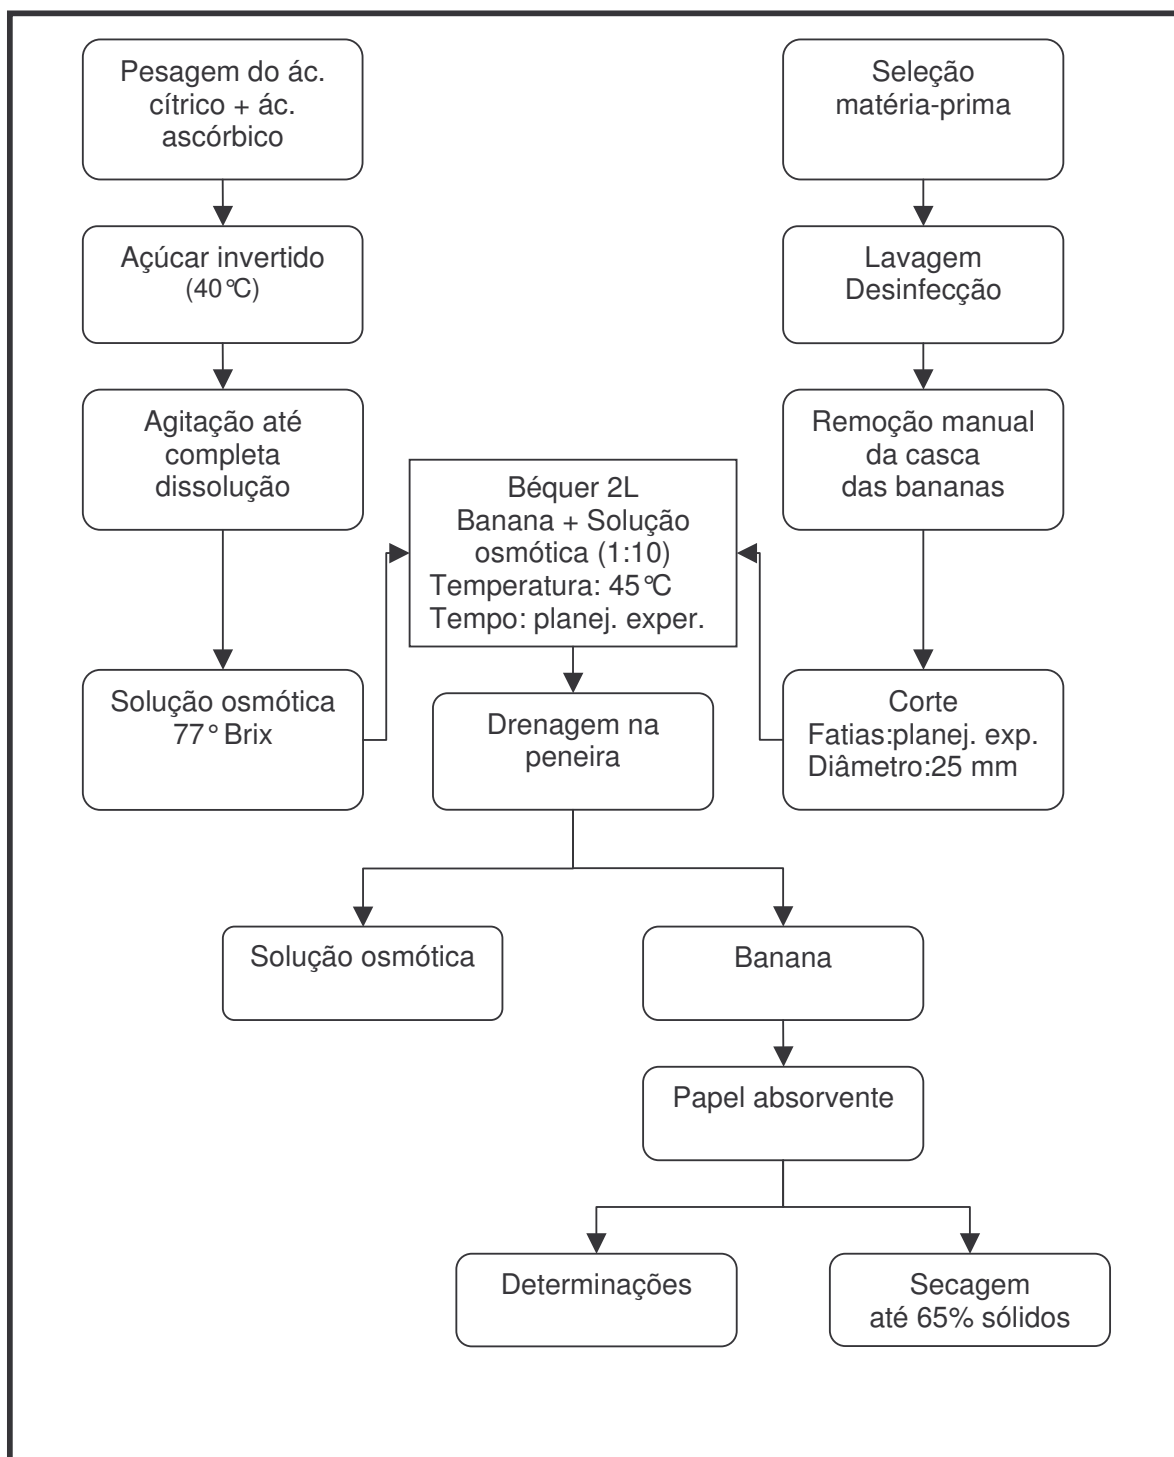 Pesagem do ác.
cítrico + ác.
ascórbico
Açúcar invertido
(40°C)
Agitação até
completa
dissolução
Solução osmótica
77° Brix
Seleção
matéria-prima
Lavagem
Desinfecção
Remoção manual
da casca
das bananas
Corte
Fatias:planej. exp.
Diâmetro:25 mm
Béquer 2L
Banana + Solução
osmótica (1:10)
Temperatura: 45°C
Tempo: planej. exper.
Drenagem na
peneira
Solução osmótica
Banana
Papel absorvente
Determinações
Secagem
até 65% sólidos